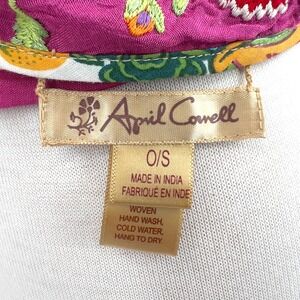 April Cornell
O/S
MADE IN INDIA
FABRIQUÉ EN INDE
WOVEN
HAND WASH,
COLD WATER,
HANG TO DRY.